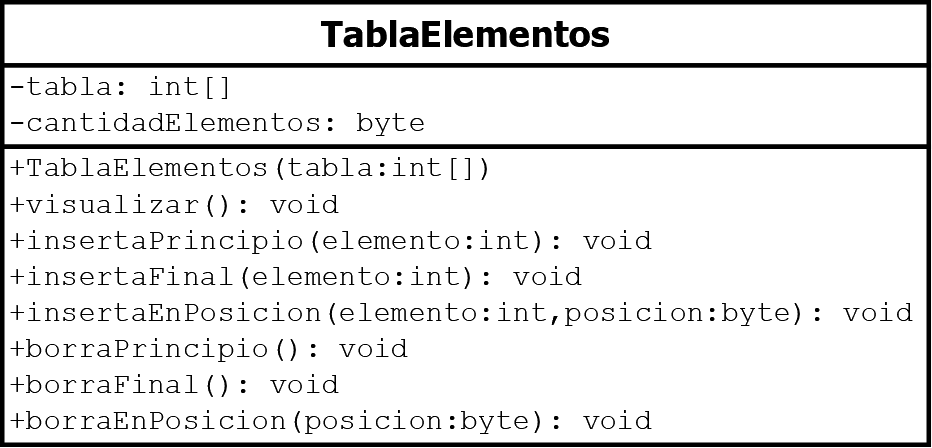 TablaElementos
-tabla: int[]
-cantidadElementos: byte
+TablaElementos(tabla:int[])
+visualizar(): void
+insertaPrincipio(elemento:int): void
+insertaFinal(elemento:int): void
+insertaEnPosicion(elemento:int,posicion:byte): void
+borraPrincipio(): void
+borraFinal(): void
+borraEnPosicion(posicion:byte): void